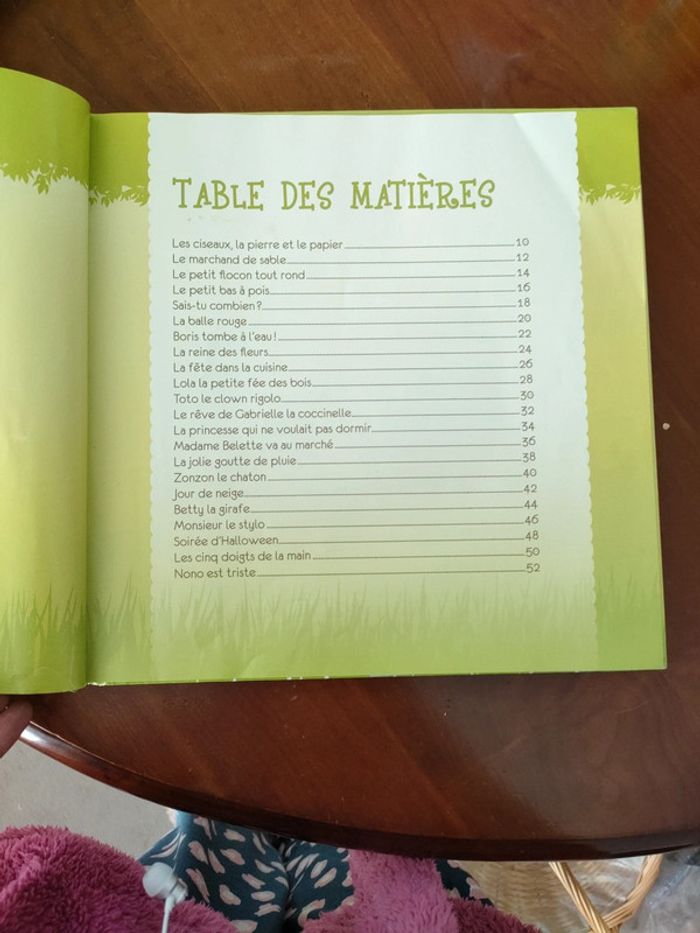 TABLE DES MATIÈRES
Les ciseaux, la pierre et le papier 10
Le marchand de sable 12
Le petit flocon tout rond 14
Le petit bas à pois 16
Sais-tu combien ? 18
La balle rouge 20
Boris tombe à l'eau ! 22
La reine des fleurs 24
La fête dans la cuisine 26
Lola la petite fée des bois 28
Toto le clown rigolo 30
Le rêve de Gabrielle la coccinelle 32
La princesse qui ne voulait pas dormir 34
Madame Belette va au marché 36
La jolie goutte de pluie 38
Zonzon le chaton 40
Jour de neige 42
Betty la girafe 44
Monsieur le stylo 46
Soirée d'Halloween 48
Les cinq doigts de la main 50
Nono est triste 52